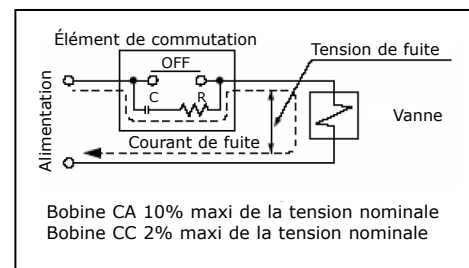 Élément de commutation
OFF
Tension de fuite
C
R
Alimentation
Vanne
Courant de fuite
Bobine CA 10% maxi de la tension nominale
Bobine CC 2% maxi de la tension nominale